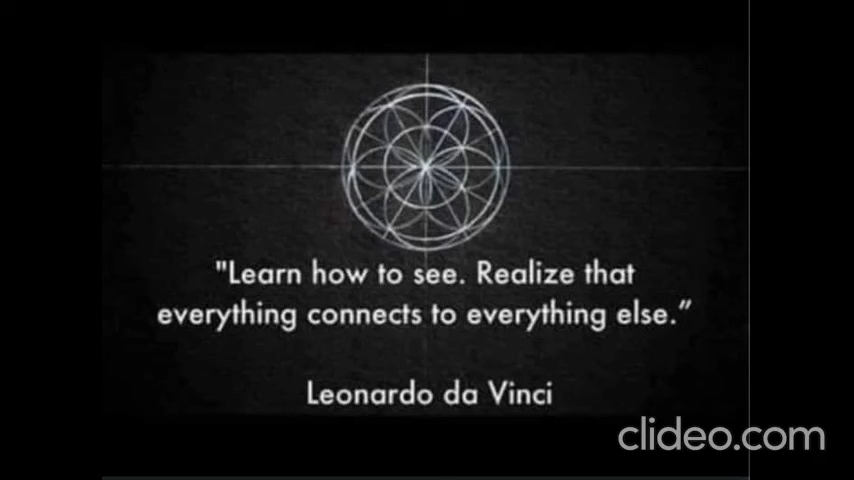 "Learn how to see. Realize that
everything connects to everything else.”
Leonardo da Vinci
clideo.com